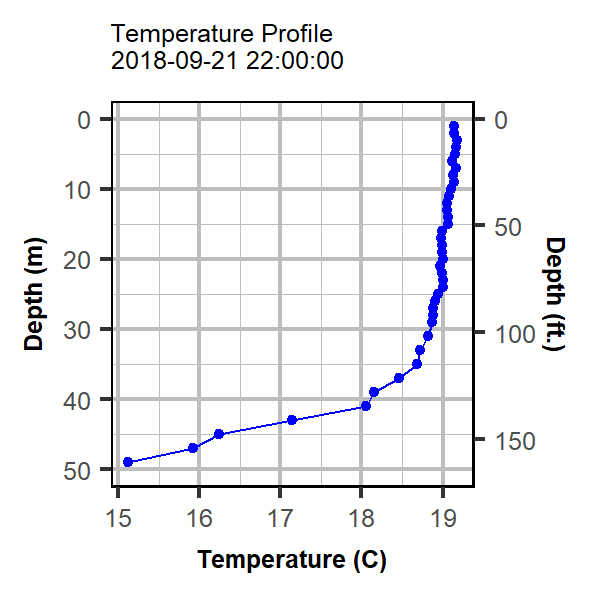 Temperature Profile
2018-09-21 22:00:00
0
10
20
30
40
50
Depth (m)
0
50
100
150
Depth (ft.)
15 16 17 18 19
Temperature (C)